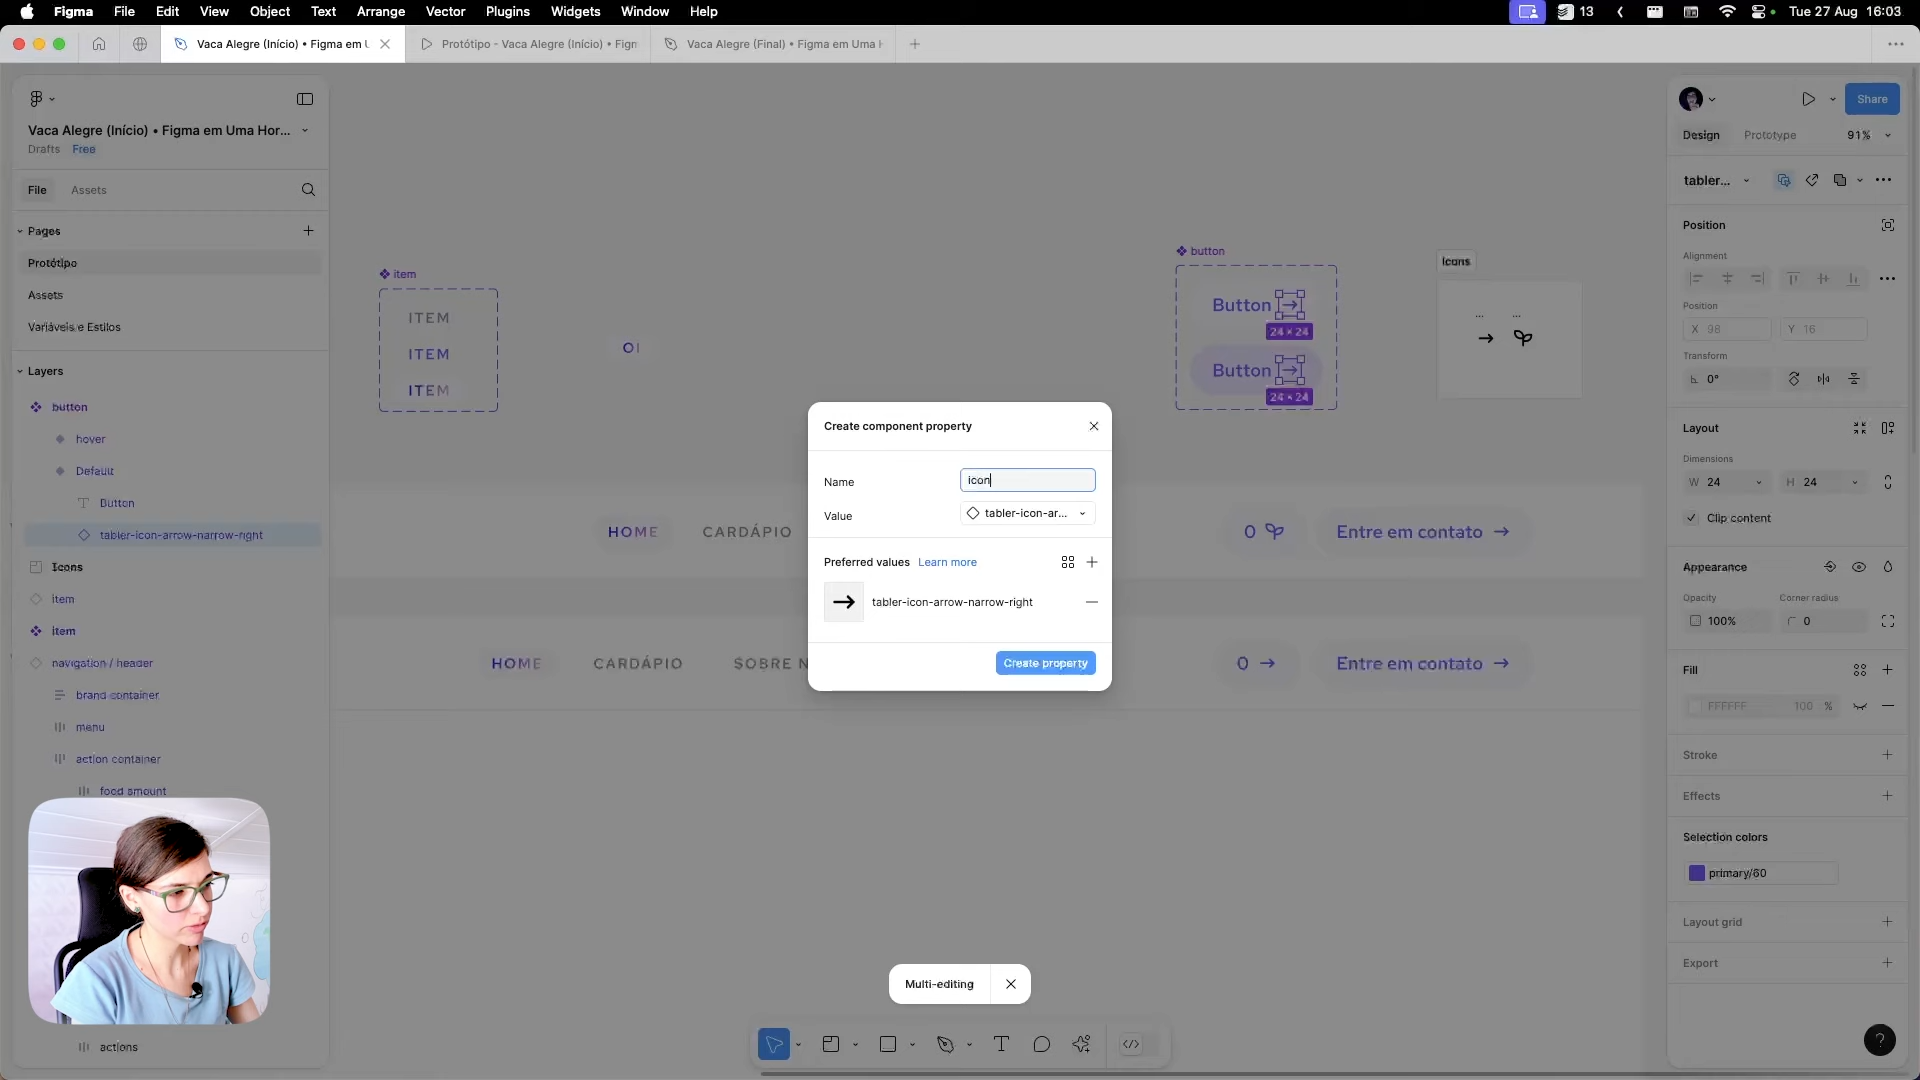 Figma File Edit View Object Text Arrange Vector Plugins Widgets Window Help
13 Tue 27 Aug 16:03
Vaca Alegre (Início) • Figma em U
Protótipo - Vaca Alegre (Início) • Figm
Vaca Alegre (Final) • Figma em Uma H
Vaca Alegre (Início) • Figma em Uma Hor...
Drafts Free
File Assets
Pages
Protótipo
Assets
Variáveis e Estilos
Layers
button
hover
Default
Button
tabler-icon-arrow-narrow-right
Icons
item
item
navigation / header
brand container
menu
action container
food amount
actions
item
ITEM
ITEM
ITEM
button
Button
24 × 24
Button
24 × 24
Icons
...
...
HOME CARDÁPIO
0
Entre em contato
HOME CARDÁPIO SOBRE N
0
Entre em contato
Create component property
Name
icon
Value
tabler-icon-ar...
Preferred values Learn more
tabler-icon-arrow-narrow-right
Create property
Multi-editing
Share
Design Prototype 91%
tabler...
Position
Alignment
Position
X 98 Y 16
Transform
0°
Layout
Dimensions
W 24 H 24
Clip content
Appearance
Opacity Corner radius
100% 0
Fill
FFFFFF 100 %
Stroke
Effects
Selection colors
primary/60
Layout grid
Export
?